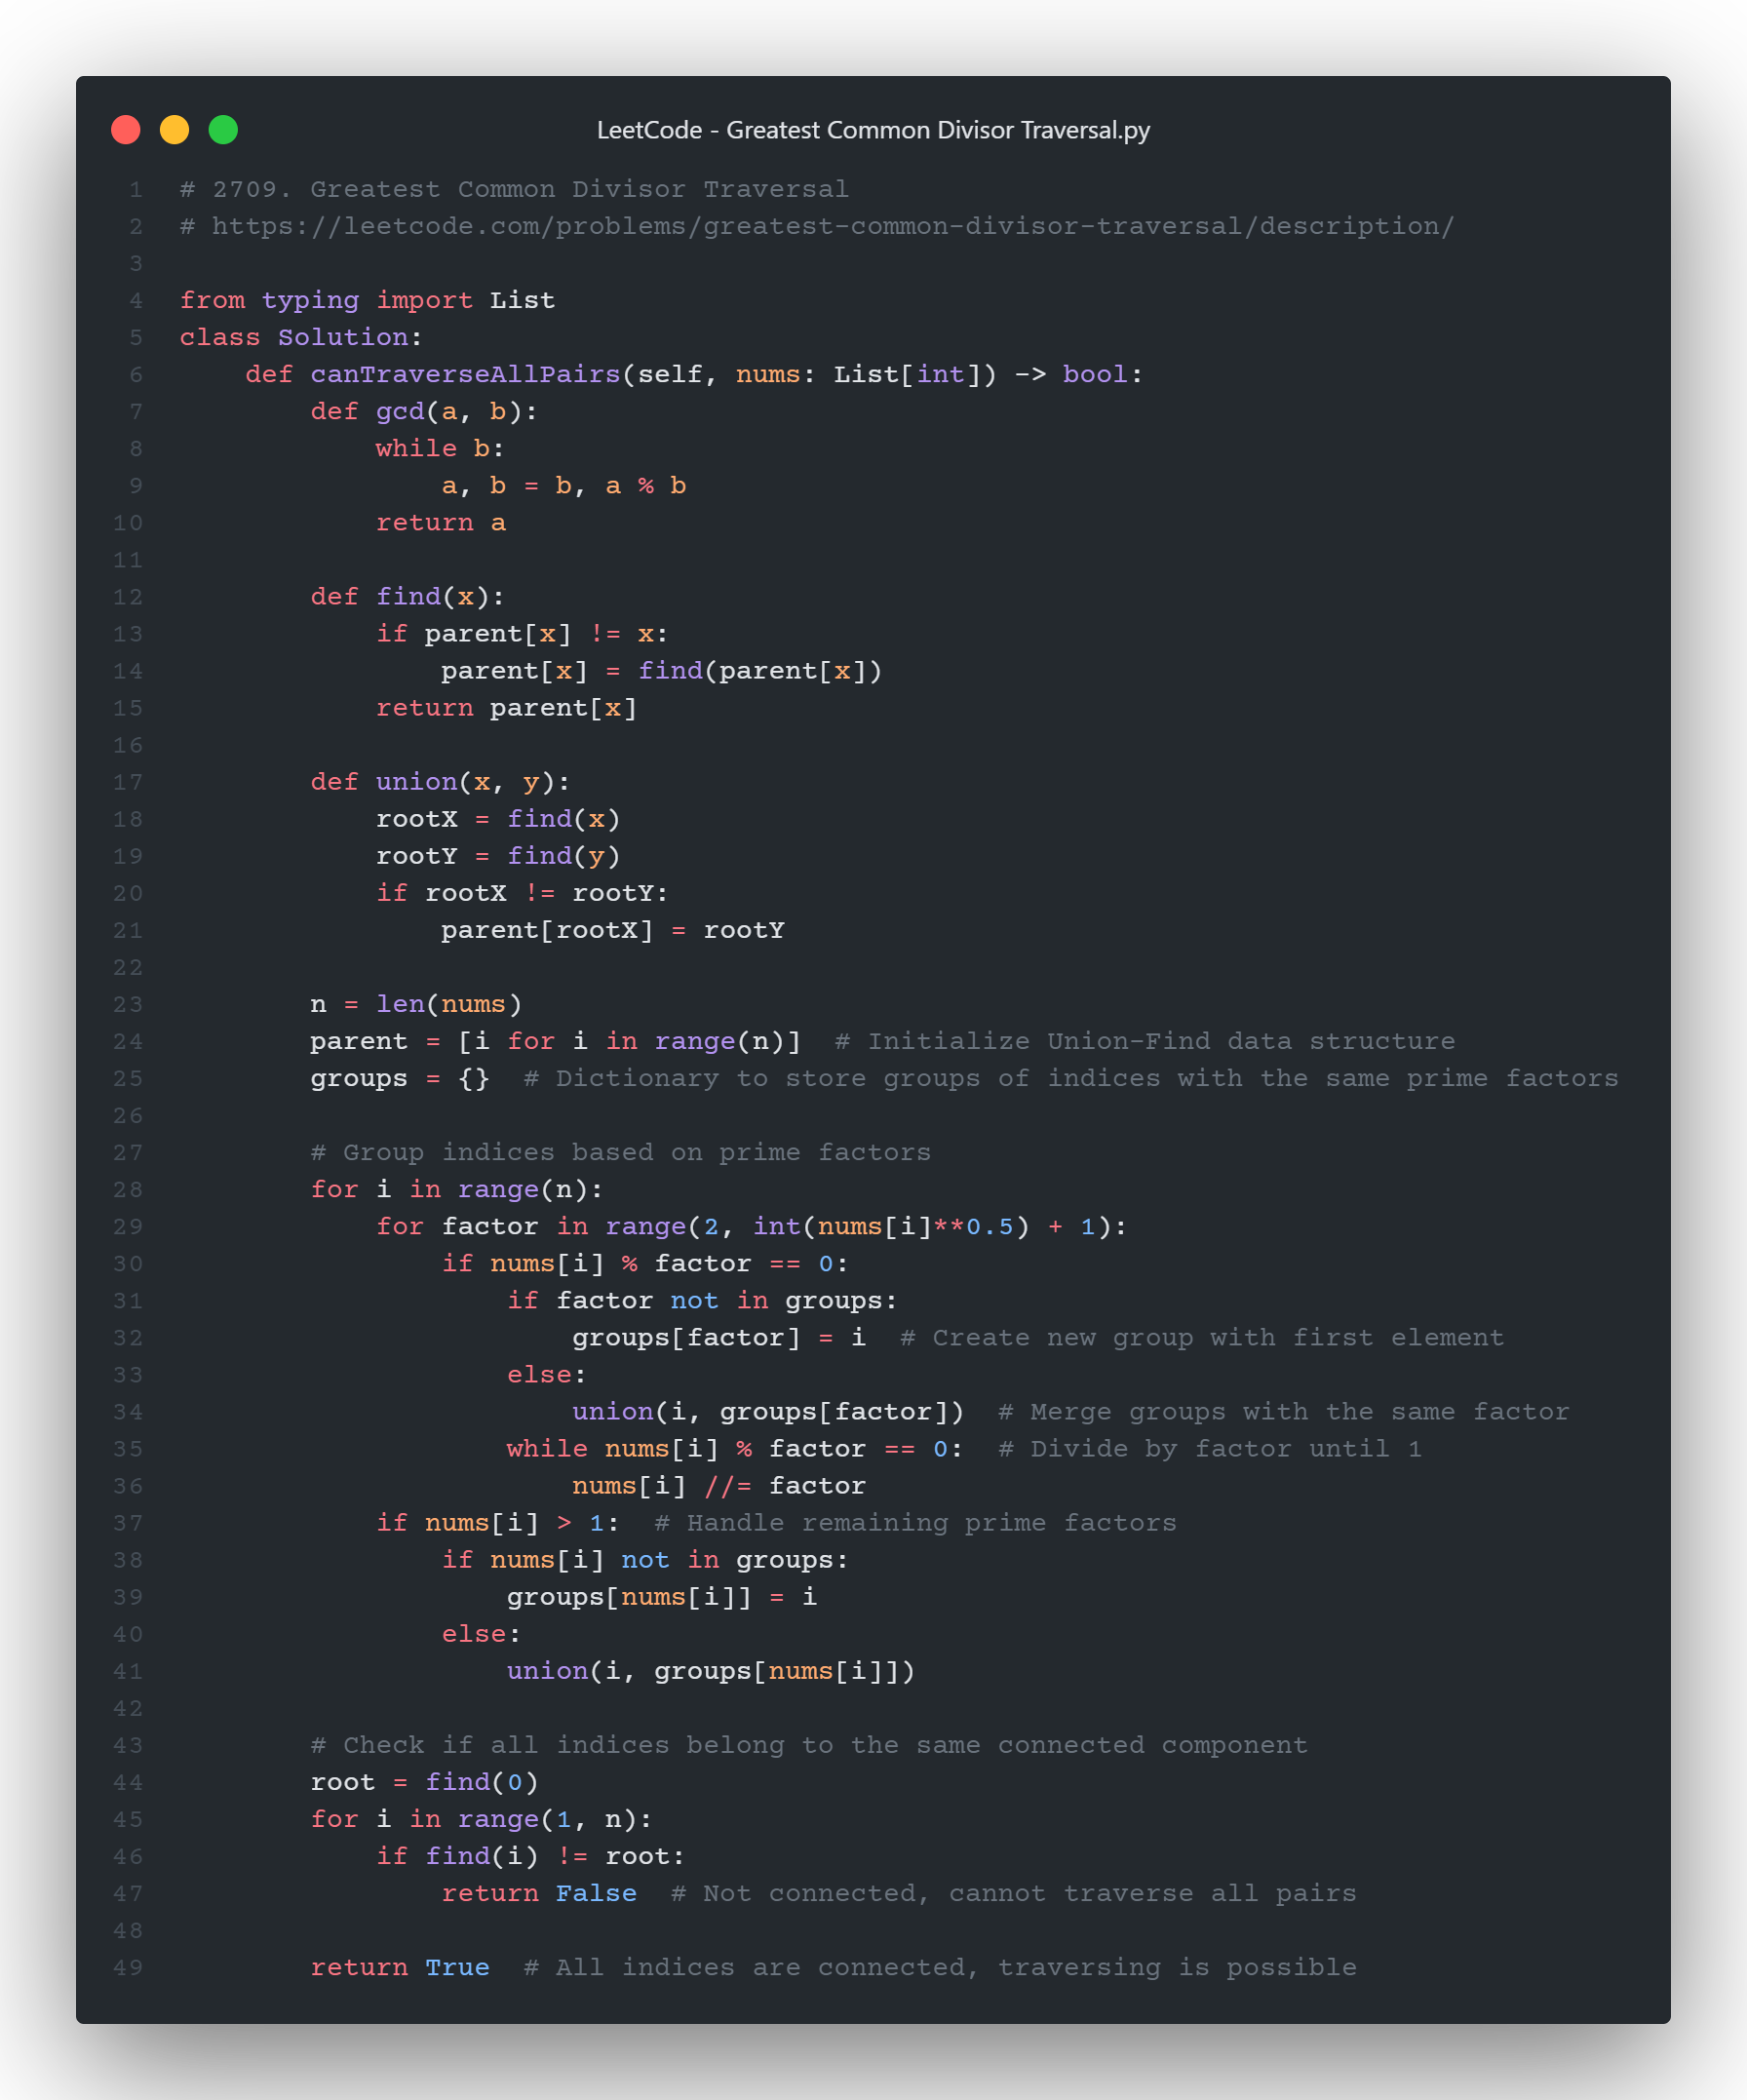 LeetCode - Greatest Common Divisor Traversal.py
1 # 2709. Greatest Common Divisor Traversal
2 # https://leetcode.com/problems/greatest-common-divisor-traversal/description/
3
4 from typing import List
5 class Solution:
6     def canTraverseAllPairs(self, nums: List[int]) -> bool:
7         def gcd(a, b):
8             while b:
9                 a, b = b, a % b
10             return a
11
12         def find(x):
13             if parent[x] != x:
14                 parent[x] = find(parent[x])
15             return parent[x]
16
17         def union(x, y):
18             rootX = find(x)
19             rootY = find(y)
20             if rootX != rootY:
21                 parent[rootX] = rootY
22
23         n = len(nums)
24         parent = [i for i in range(n)]  # Initialize Union-Find data structure
25         groups = {}  # Dictionary to store groups of indices with the same prime factors
26
27         # Group indices based on prime factors
28         for i in range(n):
29             for factor in range(2, int(nums[i]**0.5) + 1):
30                 if nums[i] % factor == 0:
31                     if factor not in groups:
32                         groups[factor] = i  # Create new group with first element
33                     else:
34                         union(i, groups[factor])  # Merge groups with the same factor
35                     while nums[i] % factor == 0:  # Divide by factor until 1
36                         nums[i] //= factor
37             if nums[i] > 1:  # Handle remaining prime factors
38                 if nums[i] not in groups:
39                     groups[nums[i]] = i
40                 else:
41                     union(i, groups[nums[i]])
42
43         # Check if all indices belong to the same connected component
44         root = find(0)
45         for i in range(1, n):
46             if find(i) != root:
47                 return False  # Not connected, cannot traverse all pairs
48
49         return True  # All indices are connected, traversing is possible